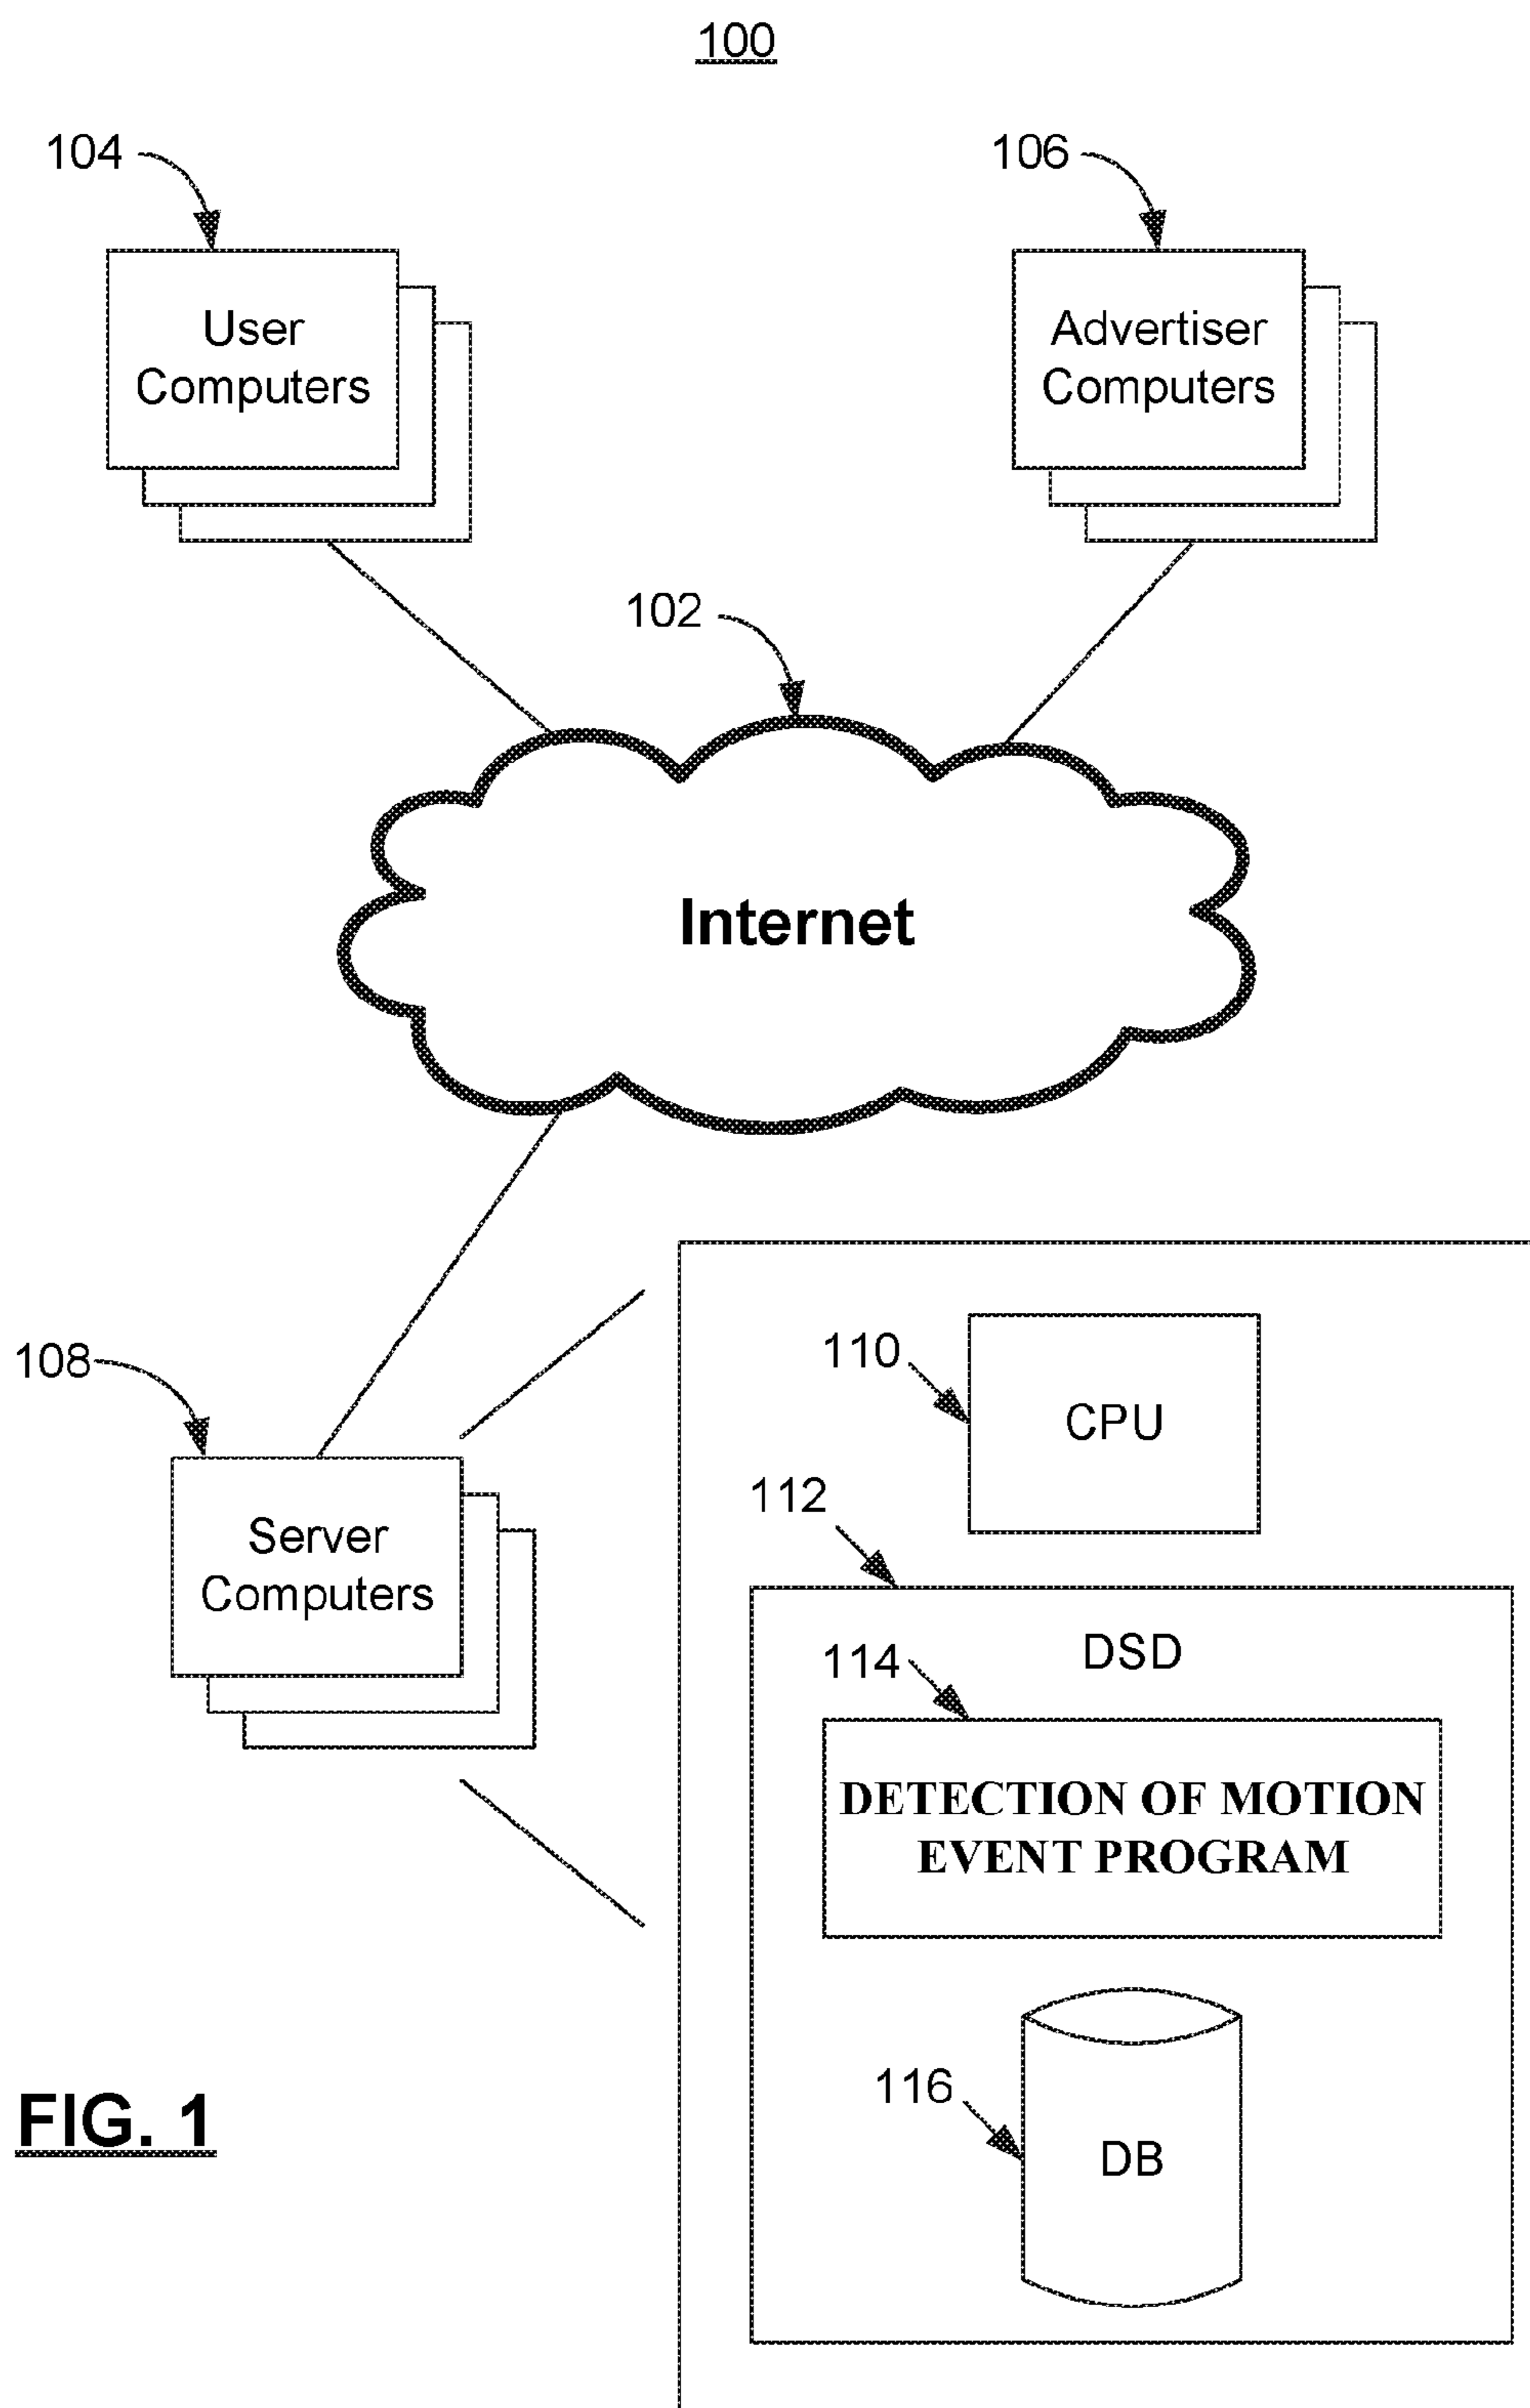 100
104
106
User
Computers
Advertiser
Computers
102
Internet
108
110
CPU
112
Server
Computers
DSD
114
DETECTION OF MOTION
EVENT PROGRAM
116
DB
FIG. 1